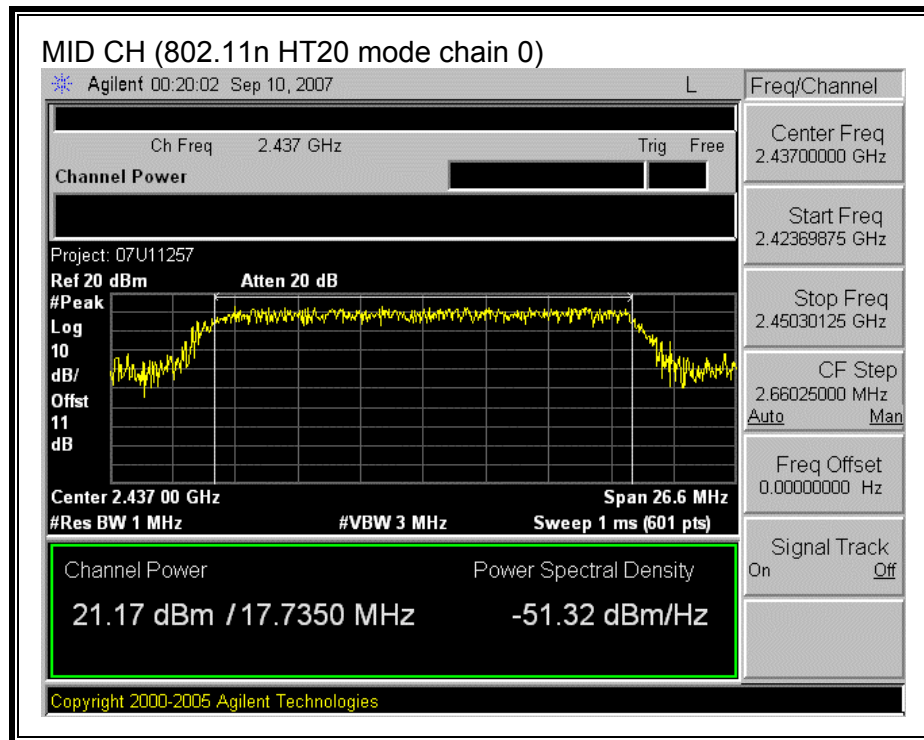 MID CH (802.11n HT20 mode chain 0)
Agilent 00:20:02 Sep 10, 2007 L
Freq/Channel
Ch Freq 2.437 GHz Trig Free
Channel Power
Center Freq
2.43700000 GHz
Start Freq
2.42369875 GHz
Stop Freq
2.45030125 GHz
CF Step
2.66025000 MHz
Auto Man
Freq Offset
0.00000000 Hz
Signal Track
On Off
Project: 07U11257
Ref 20 dBm Atten 20 dB
#Peak
Log
10
dB/
Offst
11
dB
Center 2.437 00 GHz Span 26.6 MHz
#Res BW 1 MHz #VBW 3 MHz Sweep 1 ms (601 pts)
Channel Power Power Spectral Density
21.17 dBm / 17.7350 MHz -51.32 dBm/Hz
Copyright 2000-2005 Agilent Technologies